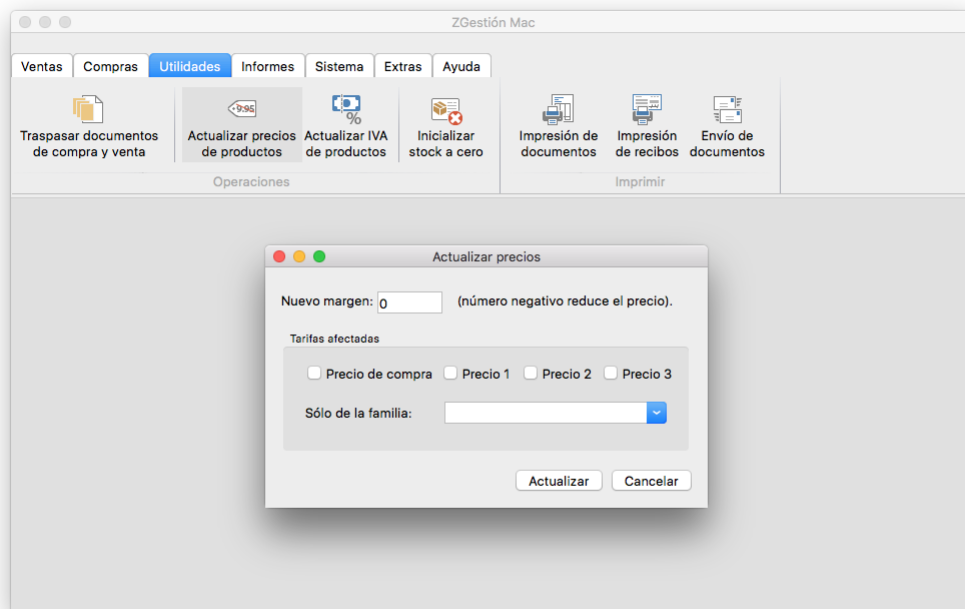 ZGestión Mac
Ventas Compras Utilidades Informes Sistema Extras Ayuda
9.95
Traspasar documentos Actualizar precios Actualizar IVA Inicializar Impresión de Impresión Envío de
de compra y venta de productos de productos stock a cero documentos de recibos documentos
Operaciones Imprimir
Actualizar precios
Nuevo margen: 0 (número negativo reduce el precio).
Tarifas afectadas
Precio de compra Precio 1 Precio 2 Precio 3
Sólo de la familia:
Actualizar Cancelar